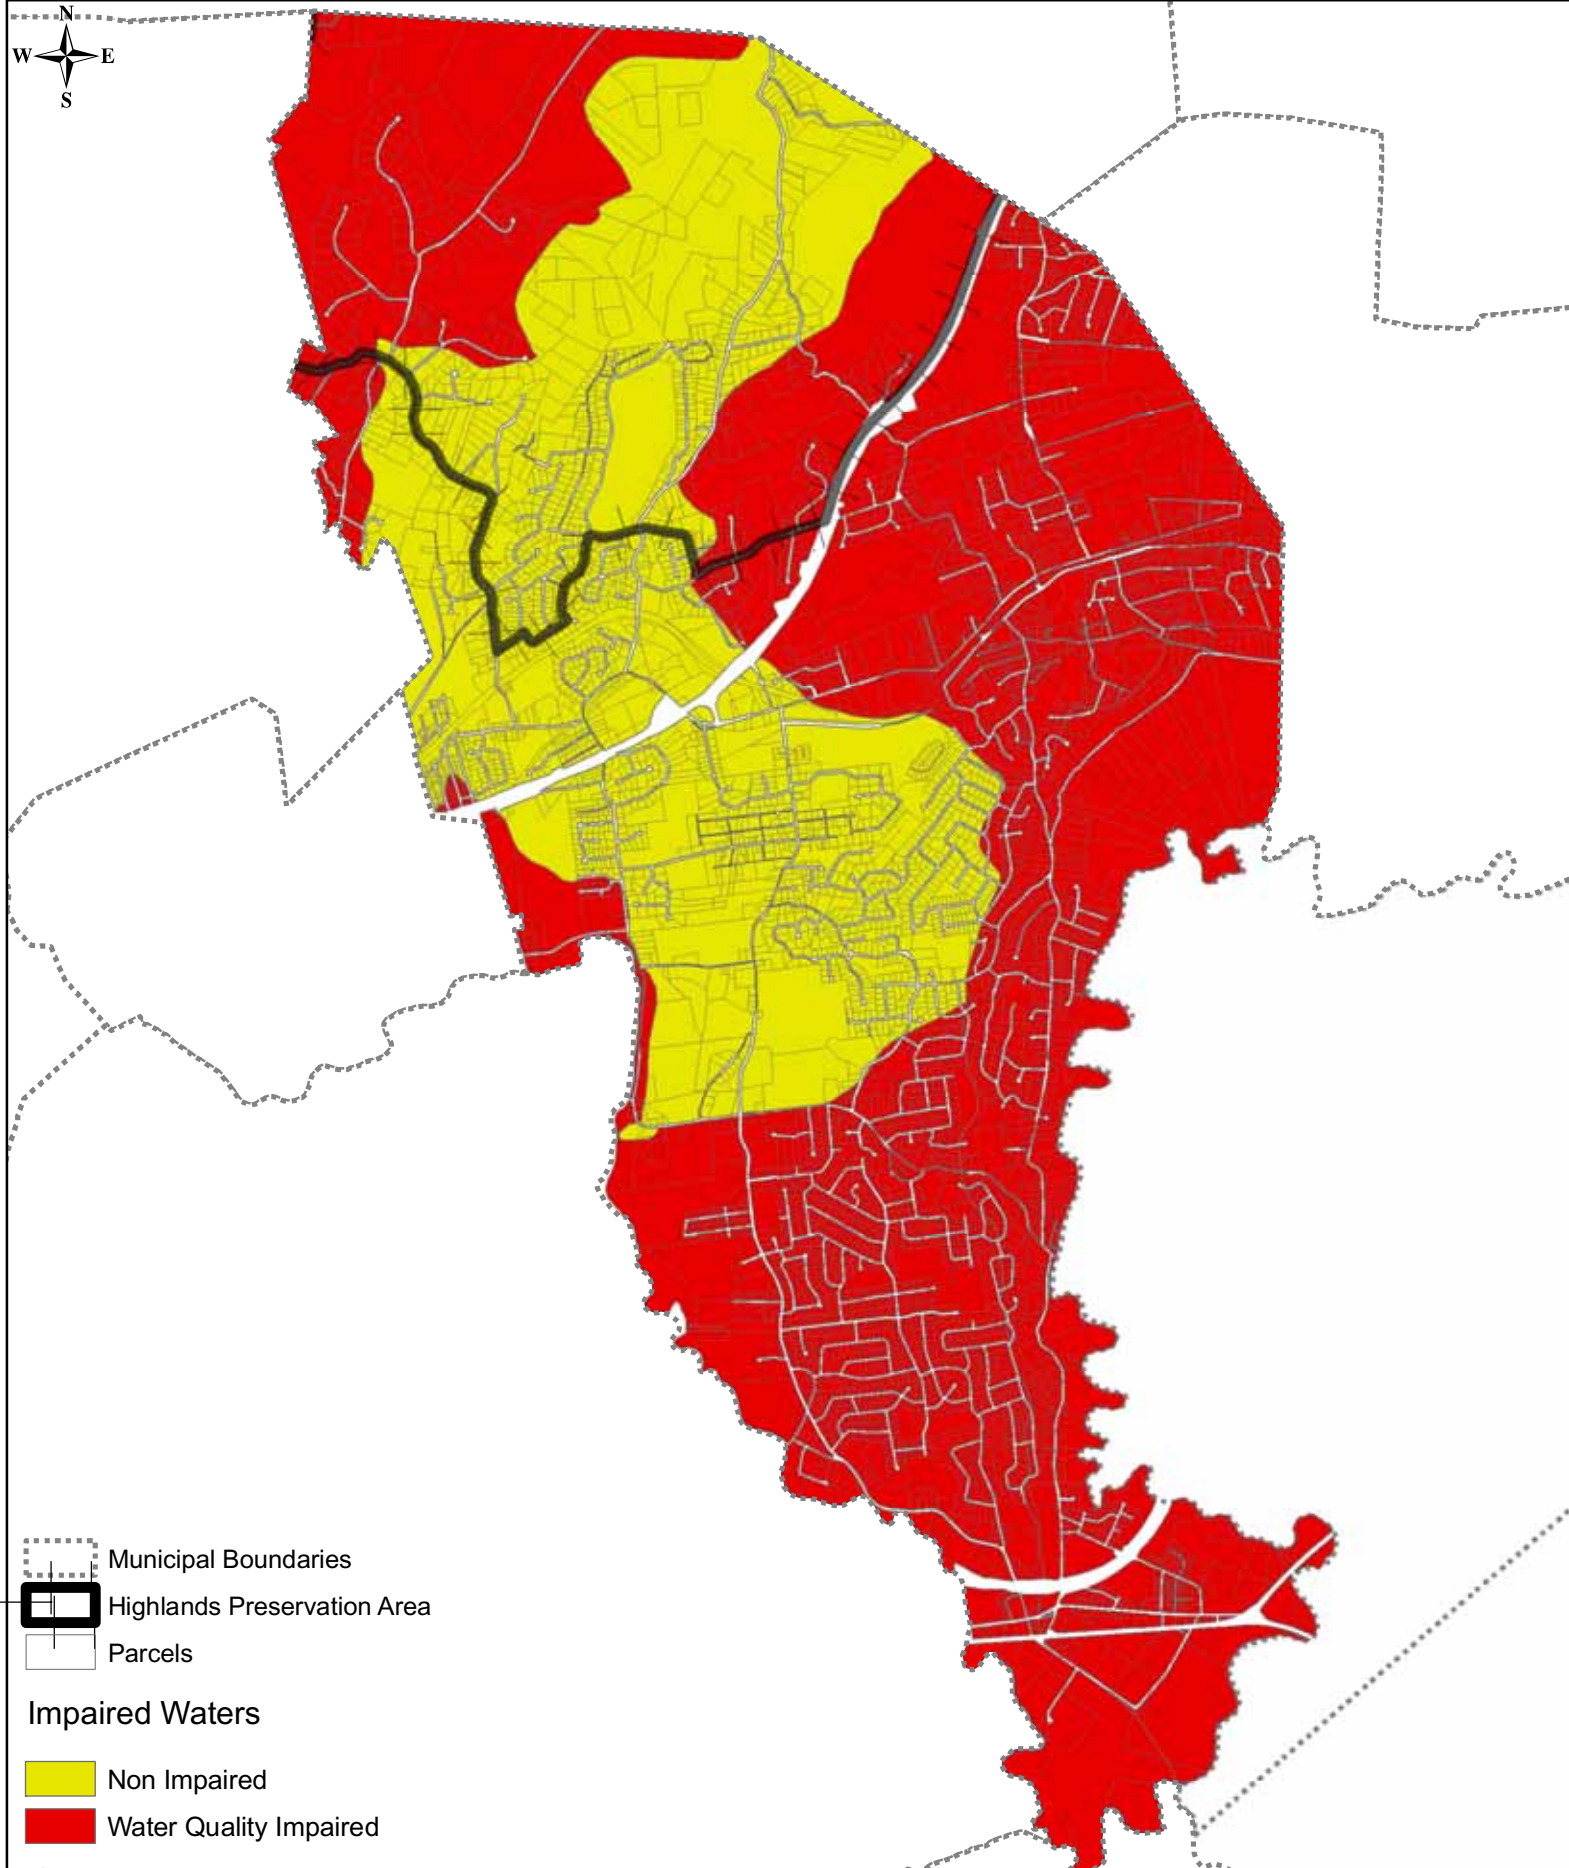 N
W E
S
Municipal Boundaries
Highlands Preservation Area
Parcels
Impaired Waters
Non Impaired
Water Quality Impaired